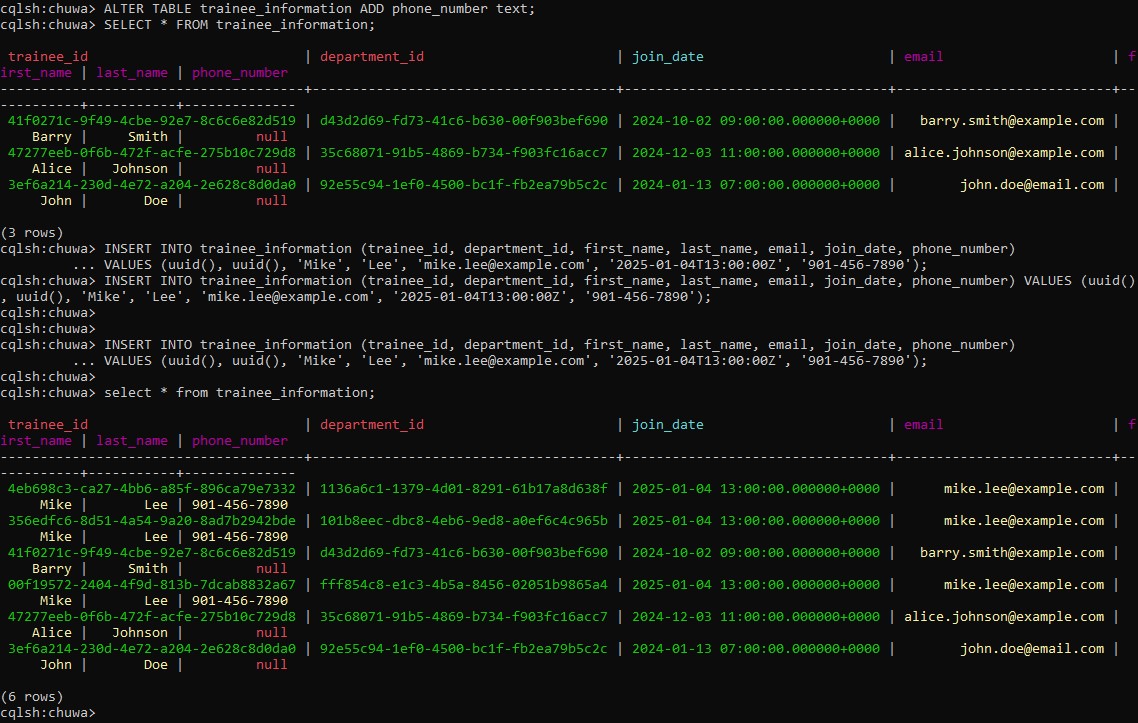 cqlsh:chuwa> ALTER TABLE trainee_information ADD phone_number text;
cqlsh:chuwa> SELECT * FROM trainee_information;
 trainee_id                           | department_id                        | join_date                       | email                     | f
irst_name | last_name | phone_number
--------------------------------------+--------------------------------------+---------------------------------+---------------------------+--
----------+-----------+--------------
 41f0271c-9f49-4cbe-92e7-8c6c6e82d519 | d43d2d69-fd73-41c6-b630-00f903bef690 | 2024-10-02 09:00:00.000000+0000 |   barry.smith@example.com |
    Barry |     Smith |         null
 47277eeb-0f6b-472f-acfe-275b10c729d8 | 35c68071-91b5-4869-b734-f903fc16acc7 | 2024-12-03 11:00:00.000000+0000 | alice.johnson@example.com |
    Alice |   Johnson |         null
 3ef6a214-230d-4e72-a204-2e628c8d0da0 | 92e55c94-1ef0-4500-bc1f-fb2ea79b5c2c | 2024-01-13 07:00:00.000000+0000 |        john.doe@email.com |
     John |       Doe |         null
(3 rows)
cqlsh:chuwa> INSERT INTO trainee_information (trainee_id, department_id, first_name, last_name, email, join_date, phone_number)
         ... VALUES (uuid(), uuid(), 'Mike', 'Lee', 'mike.lee@example.com', '2025-01-04T13:00:00Z', '901-456-7890');
cqlsh:chuwa> INSERT INTO trainee_information (trainee_id, department_id, first_name, last_name, email, join_date, phone_number) VALUES (uuid()
, uuid(), 'Mike', 'Lee', 'mike.lee@example.com', '2025-01-04T13:00:00Z', '901-456-7890');
cqlsh:chuwa>
cqlsh:chuwa>
cqlsh:chuwa> INSERT INTO trainee_information (trainee_id, department_id, first_name, last_name, email, join_date, phone_number)
         ... VALUES (uuid(), uuid(), 'Mike', 'Lee', 'mike.lee@example.com', '2025-01-04T13:00:00Z', '901-456-7890');
cqlsh:chuwa>
cqlsh:chuwa> select * from trainee_information;
 trainee_id                           | department_id                        | join_date                       | email                     | f
irst_name | last_name | phone_number
--------------------------------------+--------------------------------------+---------------------------------+---------------------------+--
----------+-----------+--------------
 4eb698c3-ca27-4bb6-a85f-896ca79e7332 | 1136a6c1-1379-4d01-8291-61b17a8d638f | 2025-01-04 13:00:00.000000+0000 |      mike.lee@example.com |
     Mike |       Lee | 901-456-7890
 356edfc6-8d51-4a54-9a20-8ad7b2942bde | 101b8eec-dbc8-4eb6-9ed8-a0ef6c4c965b | 2025-01-04 13:00:00.000000+0000 |      mike.lee@example.com |
     Mike |       Lee | 901-456-7890
 41f0271c-9f49-4cbe-92e7-8c6c6e82d519 | d43d2d69-fd73-41c6-b630-00f903bef690 | 2024-10-02 09:00:00.000000+0000 |   barry.smith@example.com |
    Barry |     Smith |         null
 00f19572-2404-4f9d-813b-7dcab8832a67 | fff854c8-e1c3-4b5a-8456-02051b9865a4 | 2025-01-04 13:00:00.000000+0000 |      mike.lee@example.com |
     Mike |       Lee | 901-456-7890
 47277eeb-0f6b-472f-acfe-275b10c729d8 | 35c68071-91b5-4869-b734-f903fc16acc7 | 2024-12-03 11:00:00.000000+0000 | alice.johnson@example.com |
    Alice |   Johnson |         null
 3ef6a214-230d-4e72-a204-2e628c8d0da0 | 92e55c94-1ef0-4500-bc1f-fb2ea79b5c2c | 2024-01-13 07:00:00.000000+0000 |        john.doe@email.com |
     John |       Doe |         null
(6 rows)
cqlsh:chuwa>